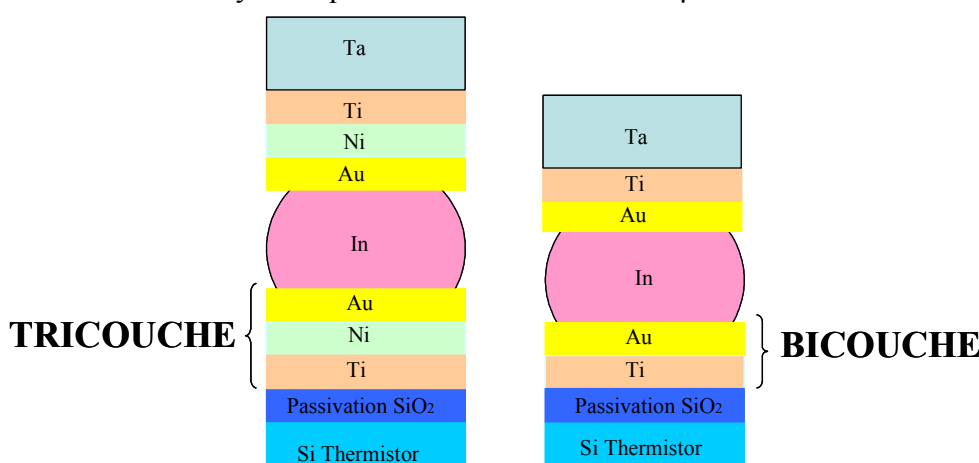 Ta
Ti
Ni
Au
In
Au
Ni
Ti
Passivation SiO2
Si Thermistor
TRICOUCHE
Ta
Ti
Au
In
Au
Ti
Passivation SiO2
Si Thermistor
BICOUCHE